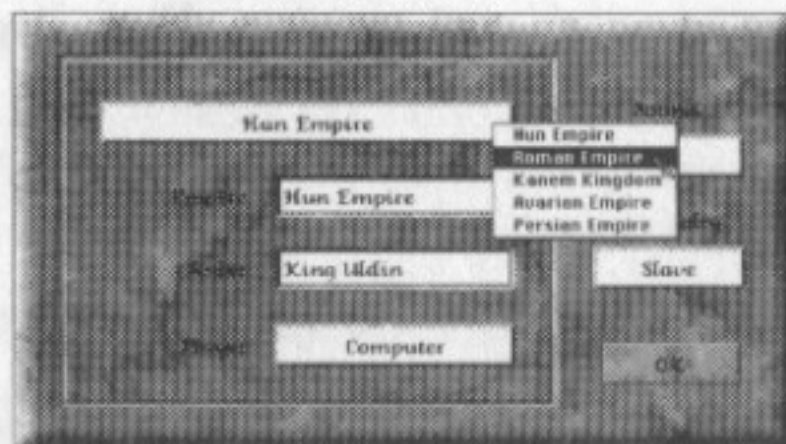 Hun Empire
Hun Empire
Roman Empire
Kanem Kingdom
Avarian Empire
Persian Empire
Empire
Hun Empire
King Uldin
Slave
Computer
OK